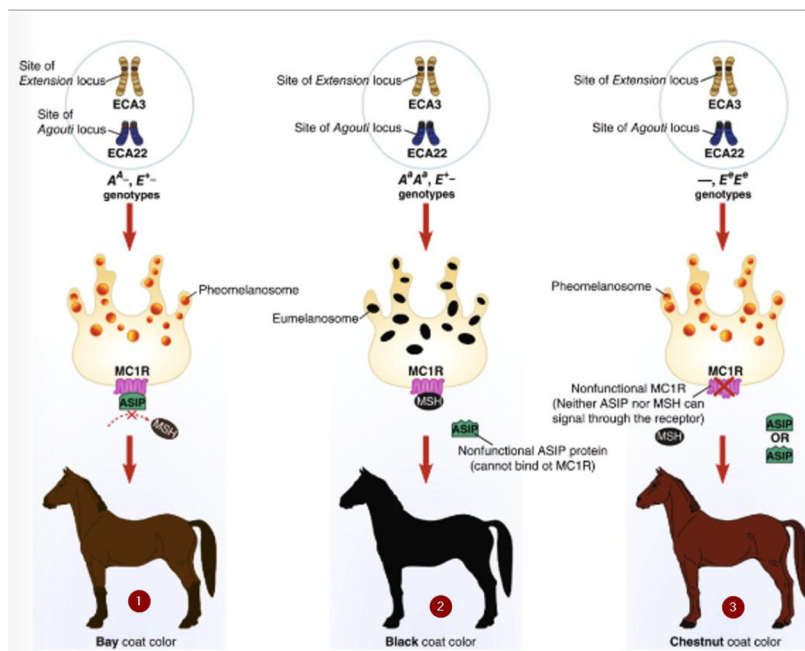 Site of
Extension locus
ECA3
Site of
Agouti locus
ECA22
A^A–, E^+–
genotypes
Pheomelanosome
MC1R
ASIP
MSH
1
Bay coat color
Site of Extension locus
ECA3
Site of Agouti locus
ECA22
A^aA^a, E^+–
genotypes
Eumelanosome
MC1R
MSH
ASIP
Nonfunctional ASIP protein
(cannot bind ot MC1R)
2
Black coat color
Site of Extension locus
ECA3
Site of Agouti locus
ECA22
—, E^eE^e
genotypes
Pheomelanosome
MC1R
Nonfunctional MC1R
(Neither ASIP nor MSH can
signal through the receptor)
MSH
ASIP
OR
ASIP
3
Chestnut coat color